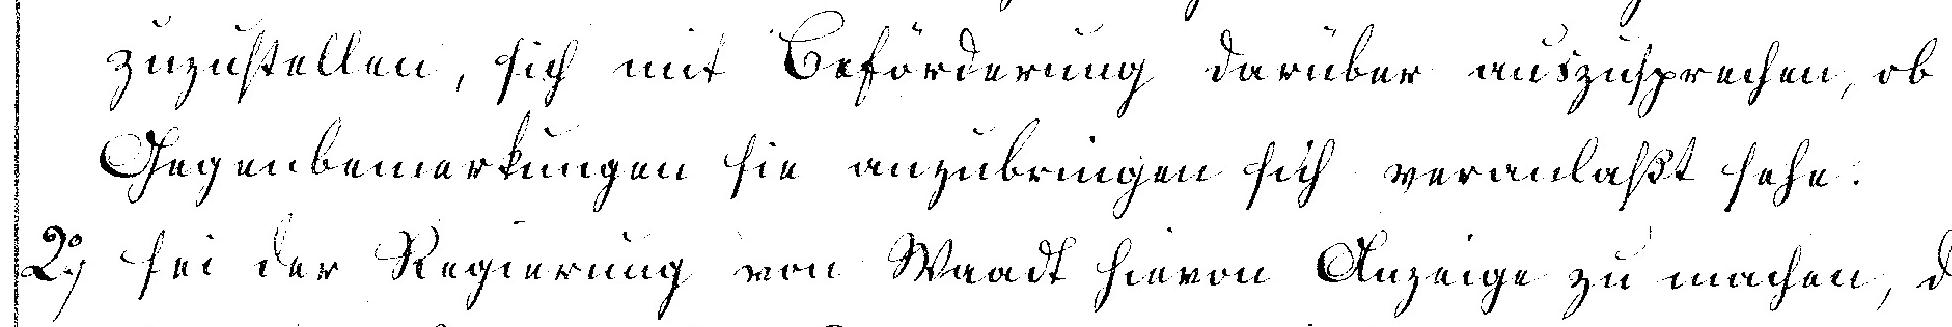 zuzustellen, sich mit Beförderung darüber auszusprechen, ob
Gegenbemerkungen sie anzubringen sich veranlaßt sehe.
2o) sei der Regierung von Waadt hievon Anzeige zu machen, d